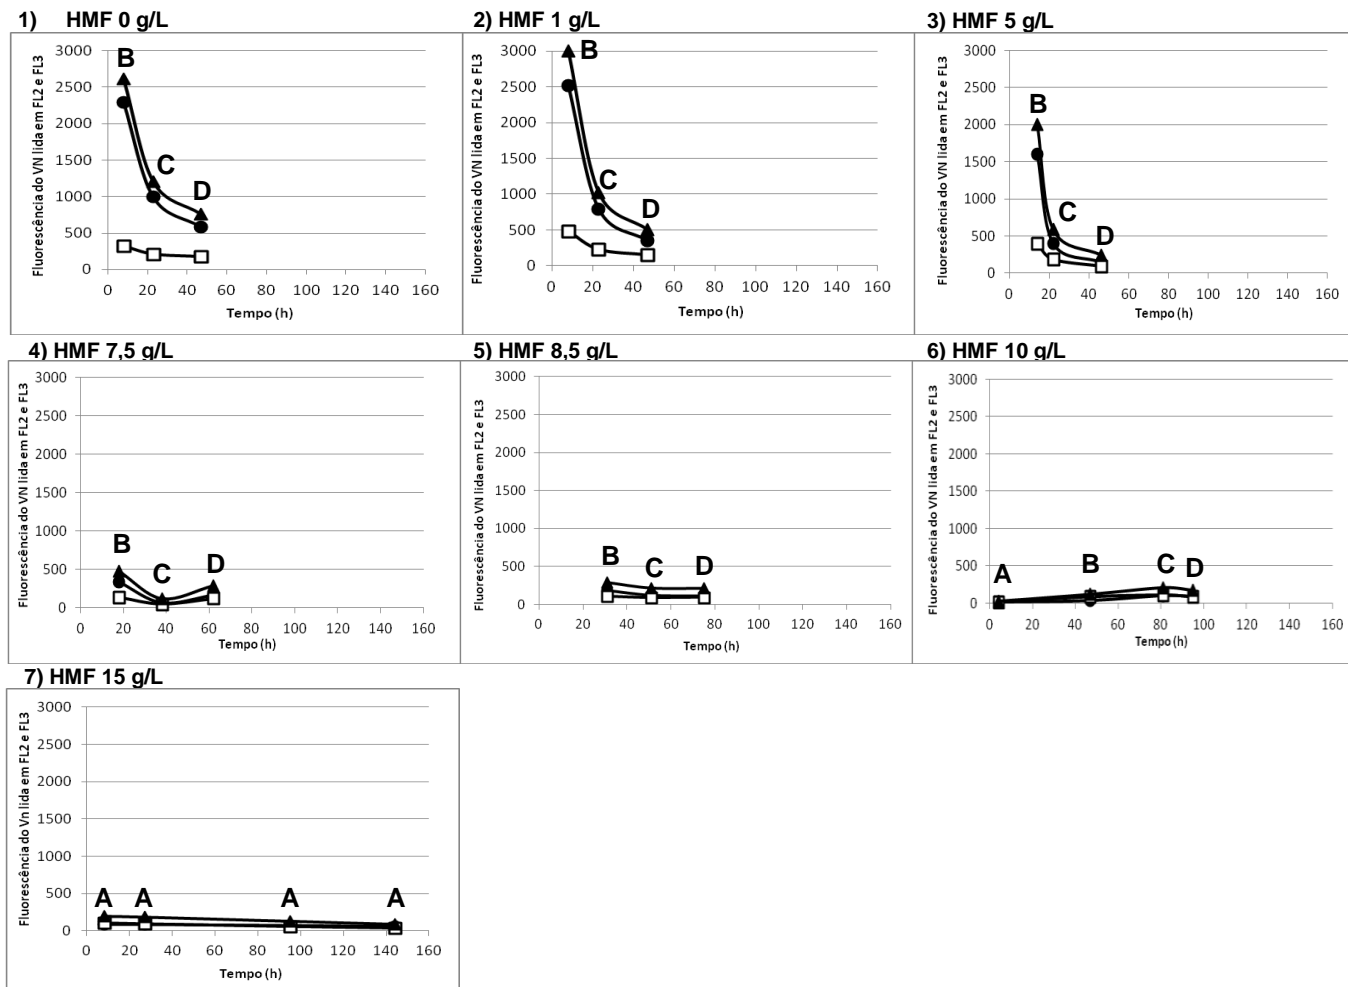 1) HMF 0 g/L
2) HMF 1 g/L
3) HMF 5 g/L
Fluorescência do VN lida em FL2 e FL3
3000
2500
2000
1500
1000
500
0
B
C
D
0 20 40 60 80 100 120 140 160
Tempo (h)
Fluorescência do VN lida em FL2 e FL3
3000
2500
2000
1500
1000
500
0
B
C
D
0 20 40 60 80 100 120 140 160
Tempo (h)
Fluorescência do VN lida em FL2 e FL3
3000
2500
2000
1500
1000
500
0
B
C
D
0 20 40 60 80 100 120 140 160
Tempo (h)
4) HMF 7,5 g/L
5) HMF 8,5 g/L
6) HMF 10 g/L
Fluorescência do VN lida em FL2 e FL3
3000
2500
2000
1500
1000
500
0
B
C
D
0 20 40 60 80 100 120 140 160
Tempo (h)
Fluorescência do VN lida em FL2 e FL3
3000
2500
2000
1500
1000
500
0
B
C
D
0 20 40 60 80 100 120 140 160
Tempo (h)
Fluorescência do VN lida em FL2 e FL3
3000
2500
2000
1500
1000
500
0
A
B
C
D
0 20 40 60 80 100 120 140 160
Tempo (h)
7) HMF 15 g/L
Fluorescência do Vn lida em FL2 e FL3
3000
2500
2000
1500
1000
500
0
A A A A
0 20 40 60 80 100 120 140 160
Tempo (h)